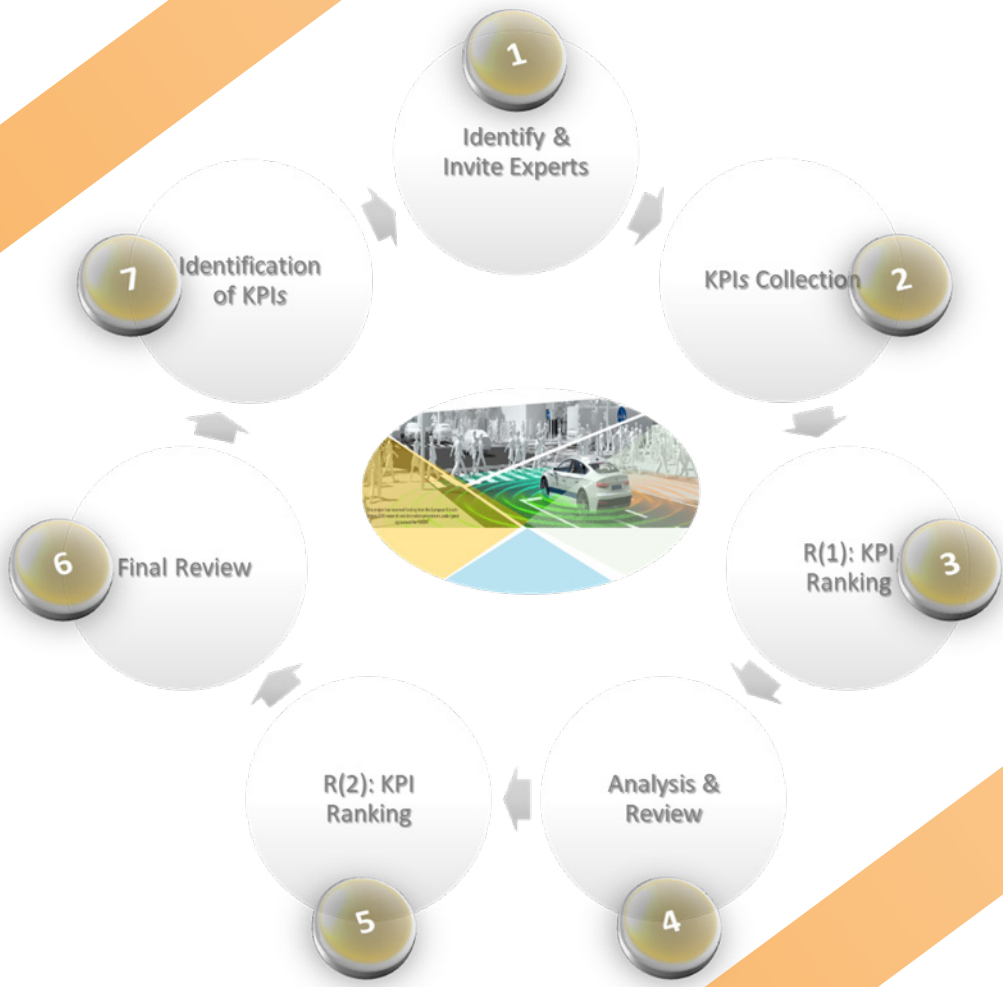 1
Identify &
Invite Experts
2
KPIs Collection
3
R(1): KPI
Ranking
4
Analysis &
Review
5
R(2): KPI
Ranking
6
Final Review
7
Identification
of KPIs